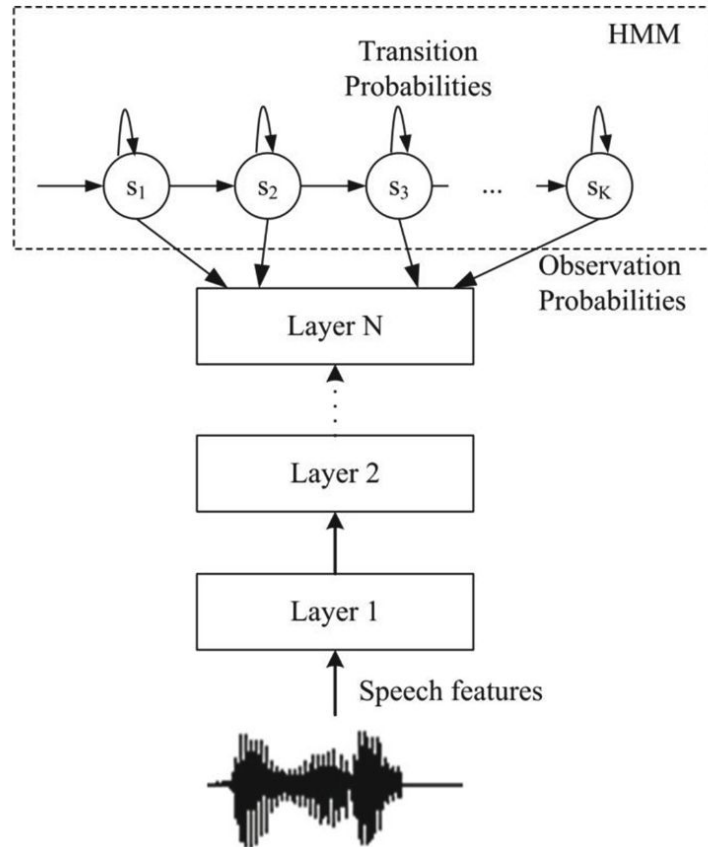 HMM
Transition
Probabilities
s1 s2 s3 ... sK
Observation
Probabilities
Layer N
Layer 2
Layer 1
Speech features